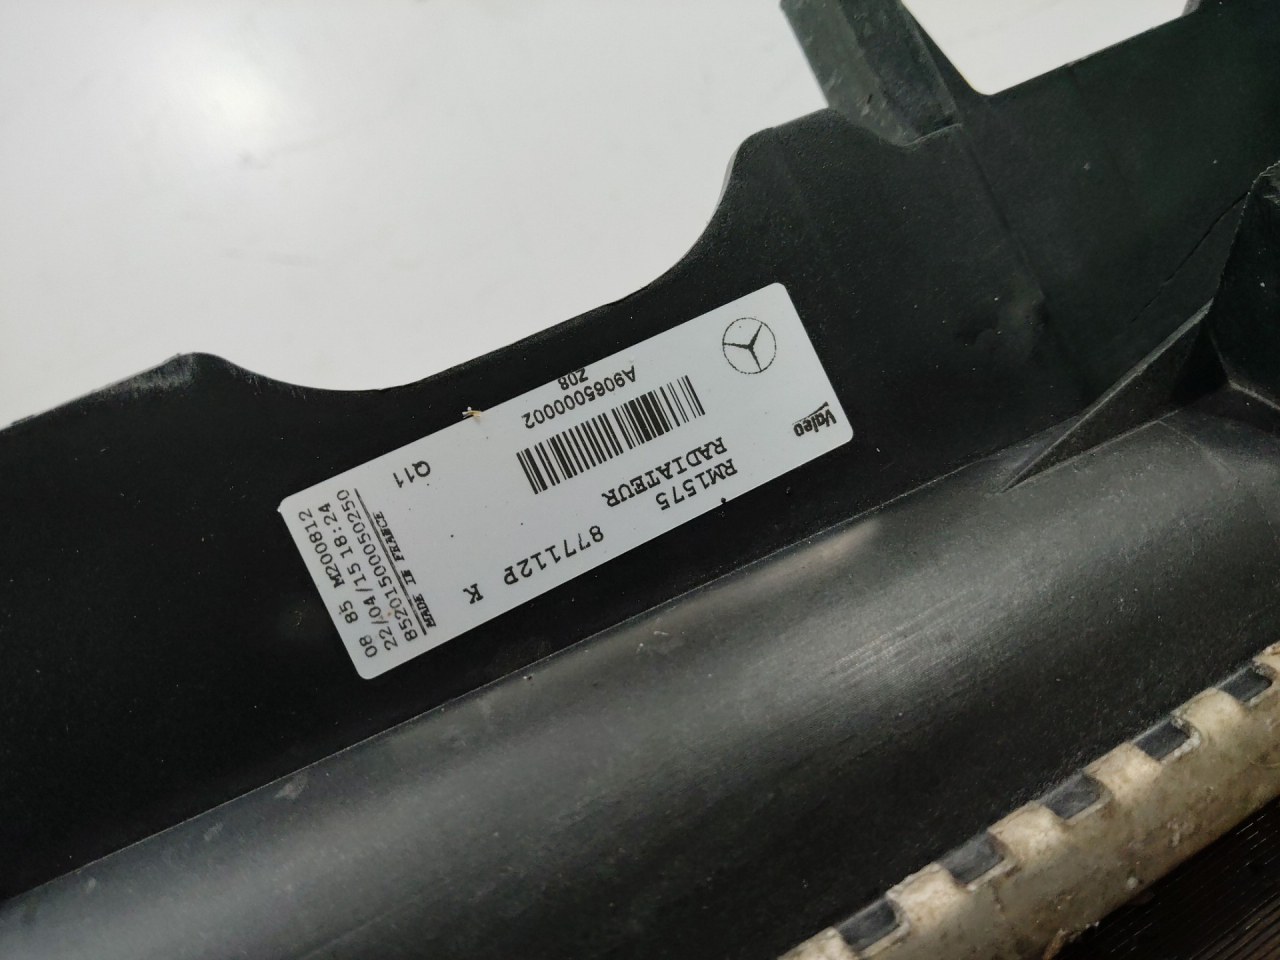 Valeo
RM1575 877112P K
RADIATEUR
A9065000002
Z08
Q11
MADE IN FRANCE
85201500050250
22/04/15 18:24
08 85 M200812